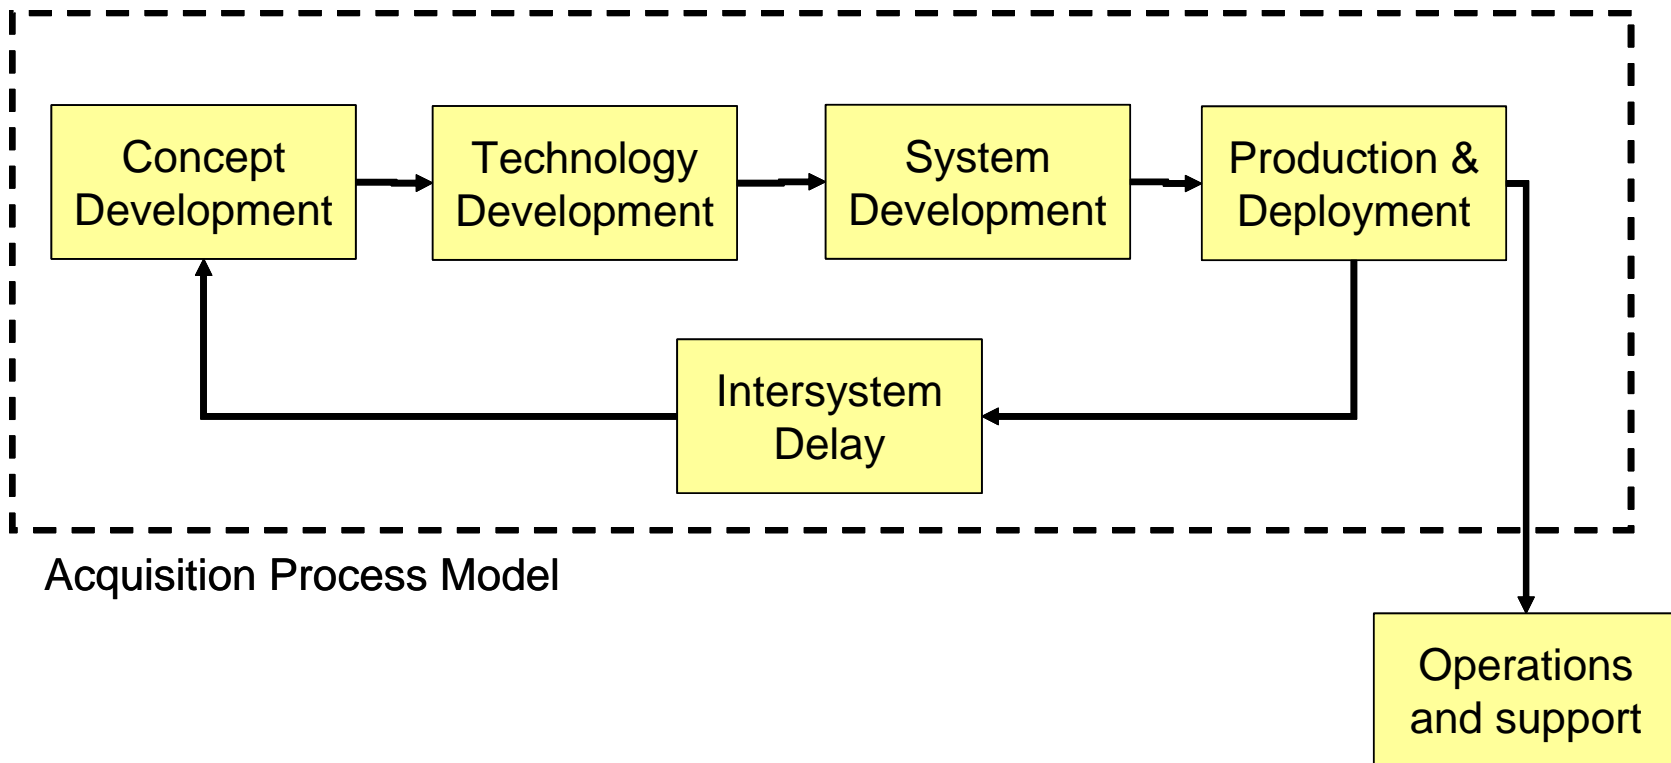 Concept
Development
Technology
Development
System
Development
Production &
Deployment
Intersystem
Delay
Acquisition Process Model
Operations
and support